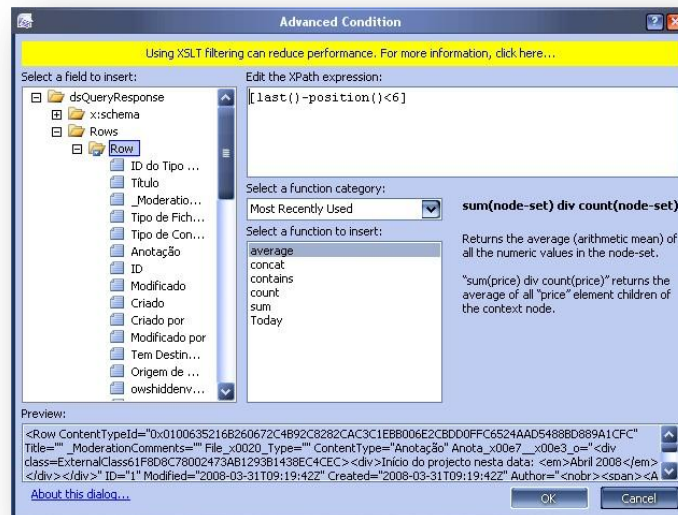 Advanced Condition
Using XSLT filtering can reduce performance. For more information, click here...
Select a field to insert:
dsQueryResponse
x:schema
Rows
Row
ID do Tipo ...
Título
_Moderatio...
Tipo de Fich...
Tipo de Con...
Anotação
ID
Modificado
Criado
Criado por
Modificado por
Tem Destin...
Origem de ...
owshiddenv...
Edit the XPath expression:
[last()-position()<6]
Select a function category:
Most Recently Used
Select a function to insert:
average
concat
contains
count
sum
Today
sum(node-set) div count(node-set)
Returns the average (arithmetic mean) of
all the numeric values in the node-set.
"sum(price) div count(price)" returns the
average of all "price" element children of
the context node.
Preview:
<Row ContentTypeId="0x0100635216B260672C4B92C8282CAC3C1EBB006E2CBDD0FFC6524AAD5488BD889A1CFC"
Title="" _ModerationComments="" File_x0020_Type="" ContentType="Anotação" Anota_x00e7__x00e3_o="<div
class=ExternalClass61F8D8C78002473AB1293B1438EC4CEC><div>Início do projecto nesta data: <em>Abril 2008</em>
</div></div>" ID="1" Modified="2008-03-31T09:19:42Z" Created="2008-03-31T09:19:42Z" Author="<nobr><span><A
About this dialog...
OK
Cancel